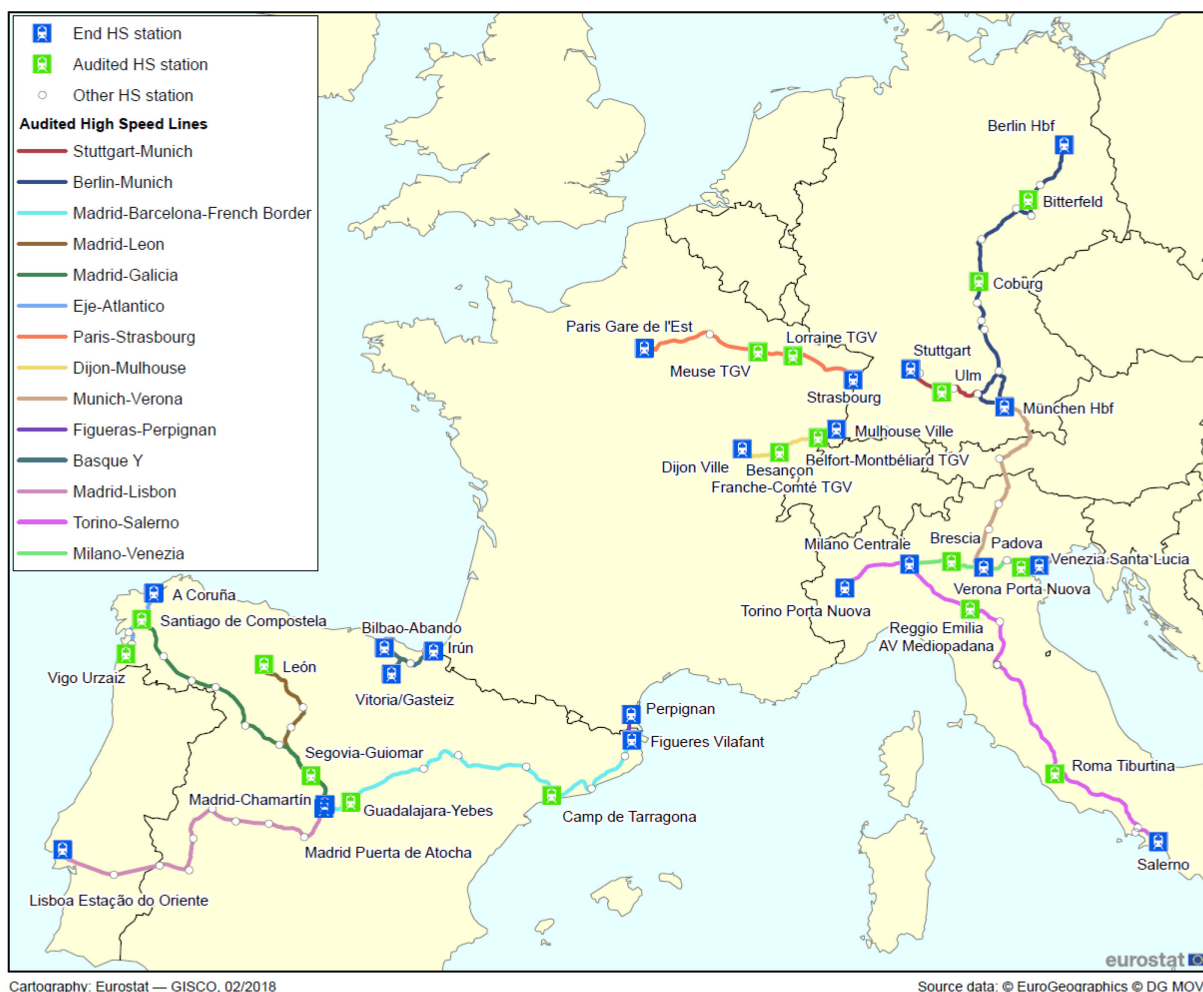 End HS station
Audited HS station
Other HS station
Audited High Speed Lines
Stuttgart-Munich
Berlin-Munich
Madrid-Barcelona-French Border
Madrid-Leon
Madrid-Galicia
Eje-Atlantico
Paris-Strasbourg
Dijon-Mulhouse
Munich-Verona
Figueras-Perpignan
Basque Y
Madrid-Lisbon
Torino-Salerno
Milano-Venezia
Berlin Hbf
Bitterfeld
Coburg
Paris Gare de l'Est
Lorraine TGV
Meuse TGV
Strasbourg
Stuttgart
Ulm
München Hbf
Mulhouse Ville
Dijon Ville
Belfort-Montbéliard TGV
Besançon
Franche-Comté TGV
Milano Centrale
Brescia
Padova
Venezia Santa Lucia
Verona Porta Nuova
Torino Porta Nuova
Reggio Emilia
AV Mediopadana
A Coruña
Santiago de Compostela
Bilbao-Abando
Irún
Vigo Urzaiz
León
Vitoria/Gasteiz
Perpignan
Figueres Vilafant
Segovia-Guiomar
Roma Tiburtina
Madrid-Chamartín
Guadalajara-Yebes
Camp de Tarragona
Madrid Puerta de Atocha
Salerno
Lisboa Estação do Oriente
eurostat
Cartography: Eurostat — GISCO, 02/2018
Source data: © EuroGeographics © DG MOV